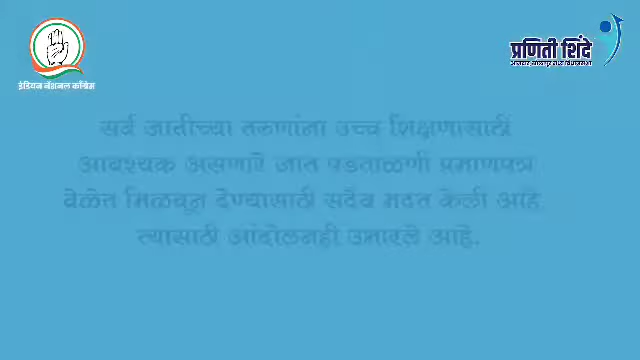 इंडियन नॅशनल काँग्रेस
प्रणिती शिंदे
सर्व जातीच्या तरुणांना उच्च शिक्षणासाठी
आवश्यक असणारे जात पडताळणी प्रमाणपत्र
वेळेत मिळवून देण्यासाठी सदैव मदत केली आहे
त्यासाठी आंदोलनही उभारले आहे.